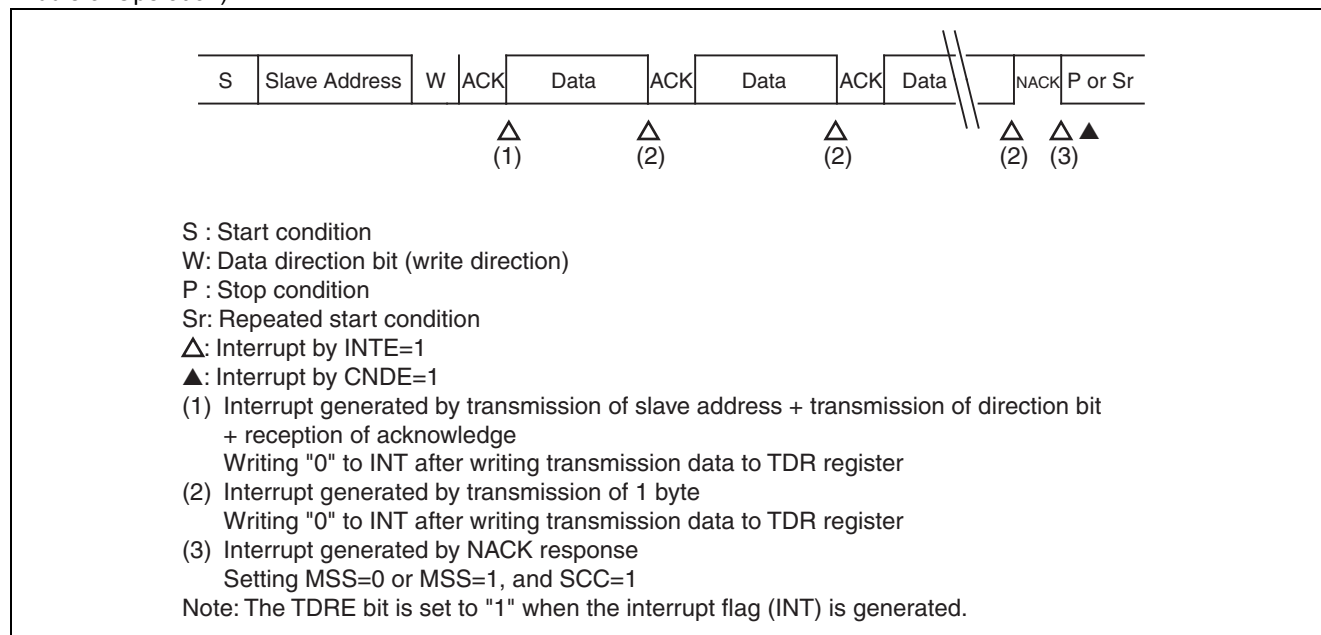 S Slave Address W ACK Data ACK Data ACK Data NACK P or Sr
△ △ △ △ △ ▲
(1) (2) (2) (2) (3)
S : Start condition
W: Data direction bit (write direction)
P : Stop condition
Sr: Repeated start condition
△: Interrupt by INTE=1
▲: Interrupt by CNDE=1
(1) Interrupt generated by transmission of slave address + transmission of direction bit
+ reception of acknowledge
Writing "0" to INT after writing transmission data to TDR register
(2) Interrupt generated by transmission of 1 byte
Writing "0" to INT after writing transmission data to TDR register
(3) Interrupt generated by NACK response
Setting MSS=0 or MSS=1, and SCC=1
Note: The TDRE bit is set to "1" when the interrupt flag (INT) is generated.